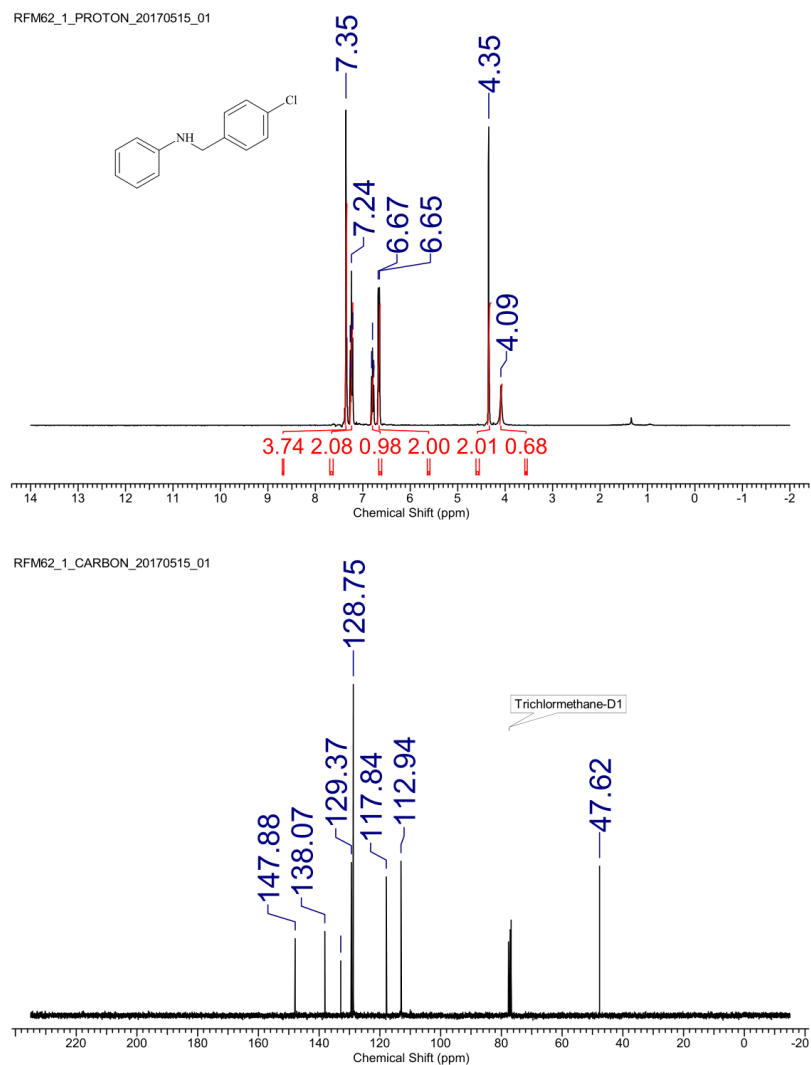 RFM62_1_PROTON_20170515_01
7.35
4.35
Cl
NH
7.24
6.67
6.65
4.09
3.74 2.08 0.98 2.00 2.01 0.68
14 13 12 11 10 9 8 7 6 5 4 3 2 1 0 -1 -2
Chemical Shift (ppm)
RFM62_1_CARBON_20170515_01
128.75
Trichlormethane-D1
129.37
117.84
112.94
47.62
147.88
138.07
220 200 180 160 140 120 100 80 60 40 20 0 -20
Chemical Shift (ppm)